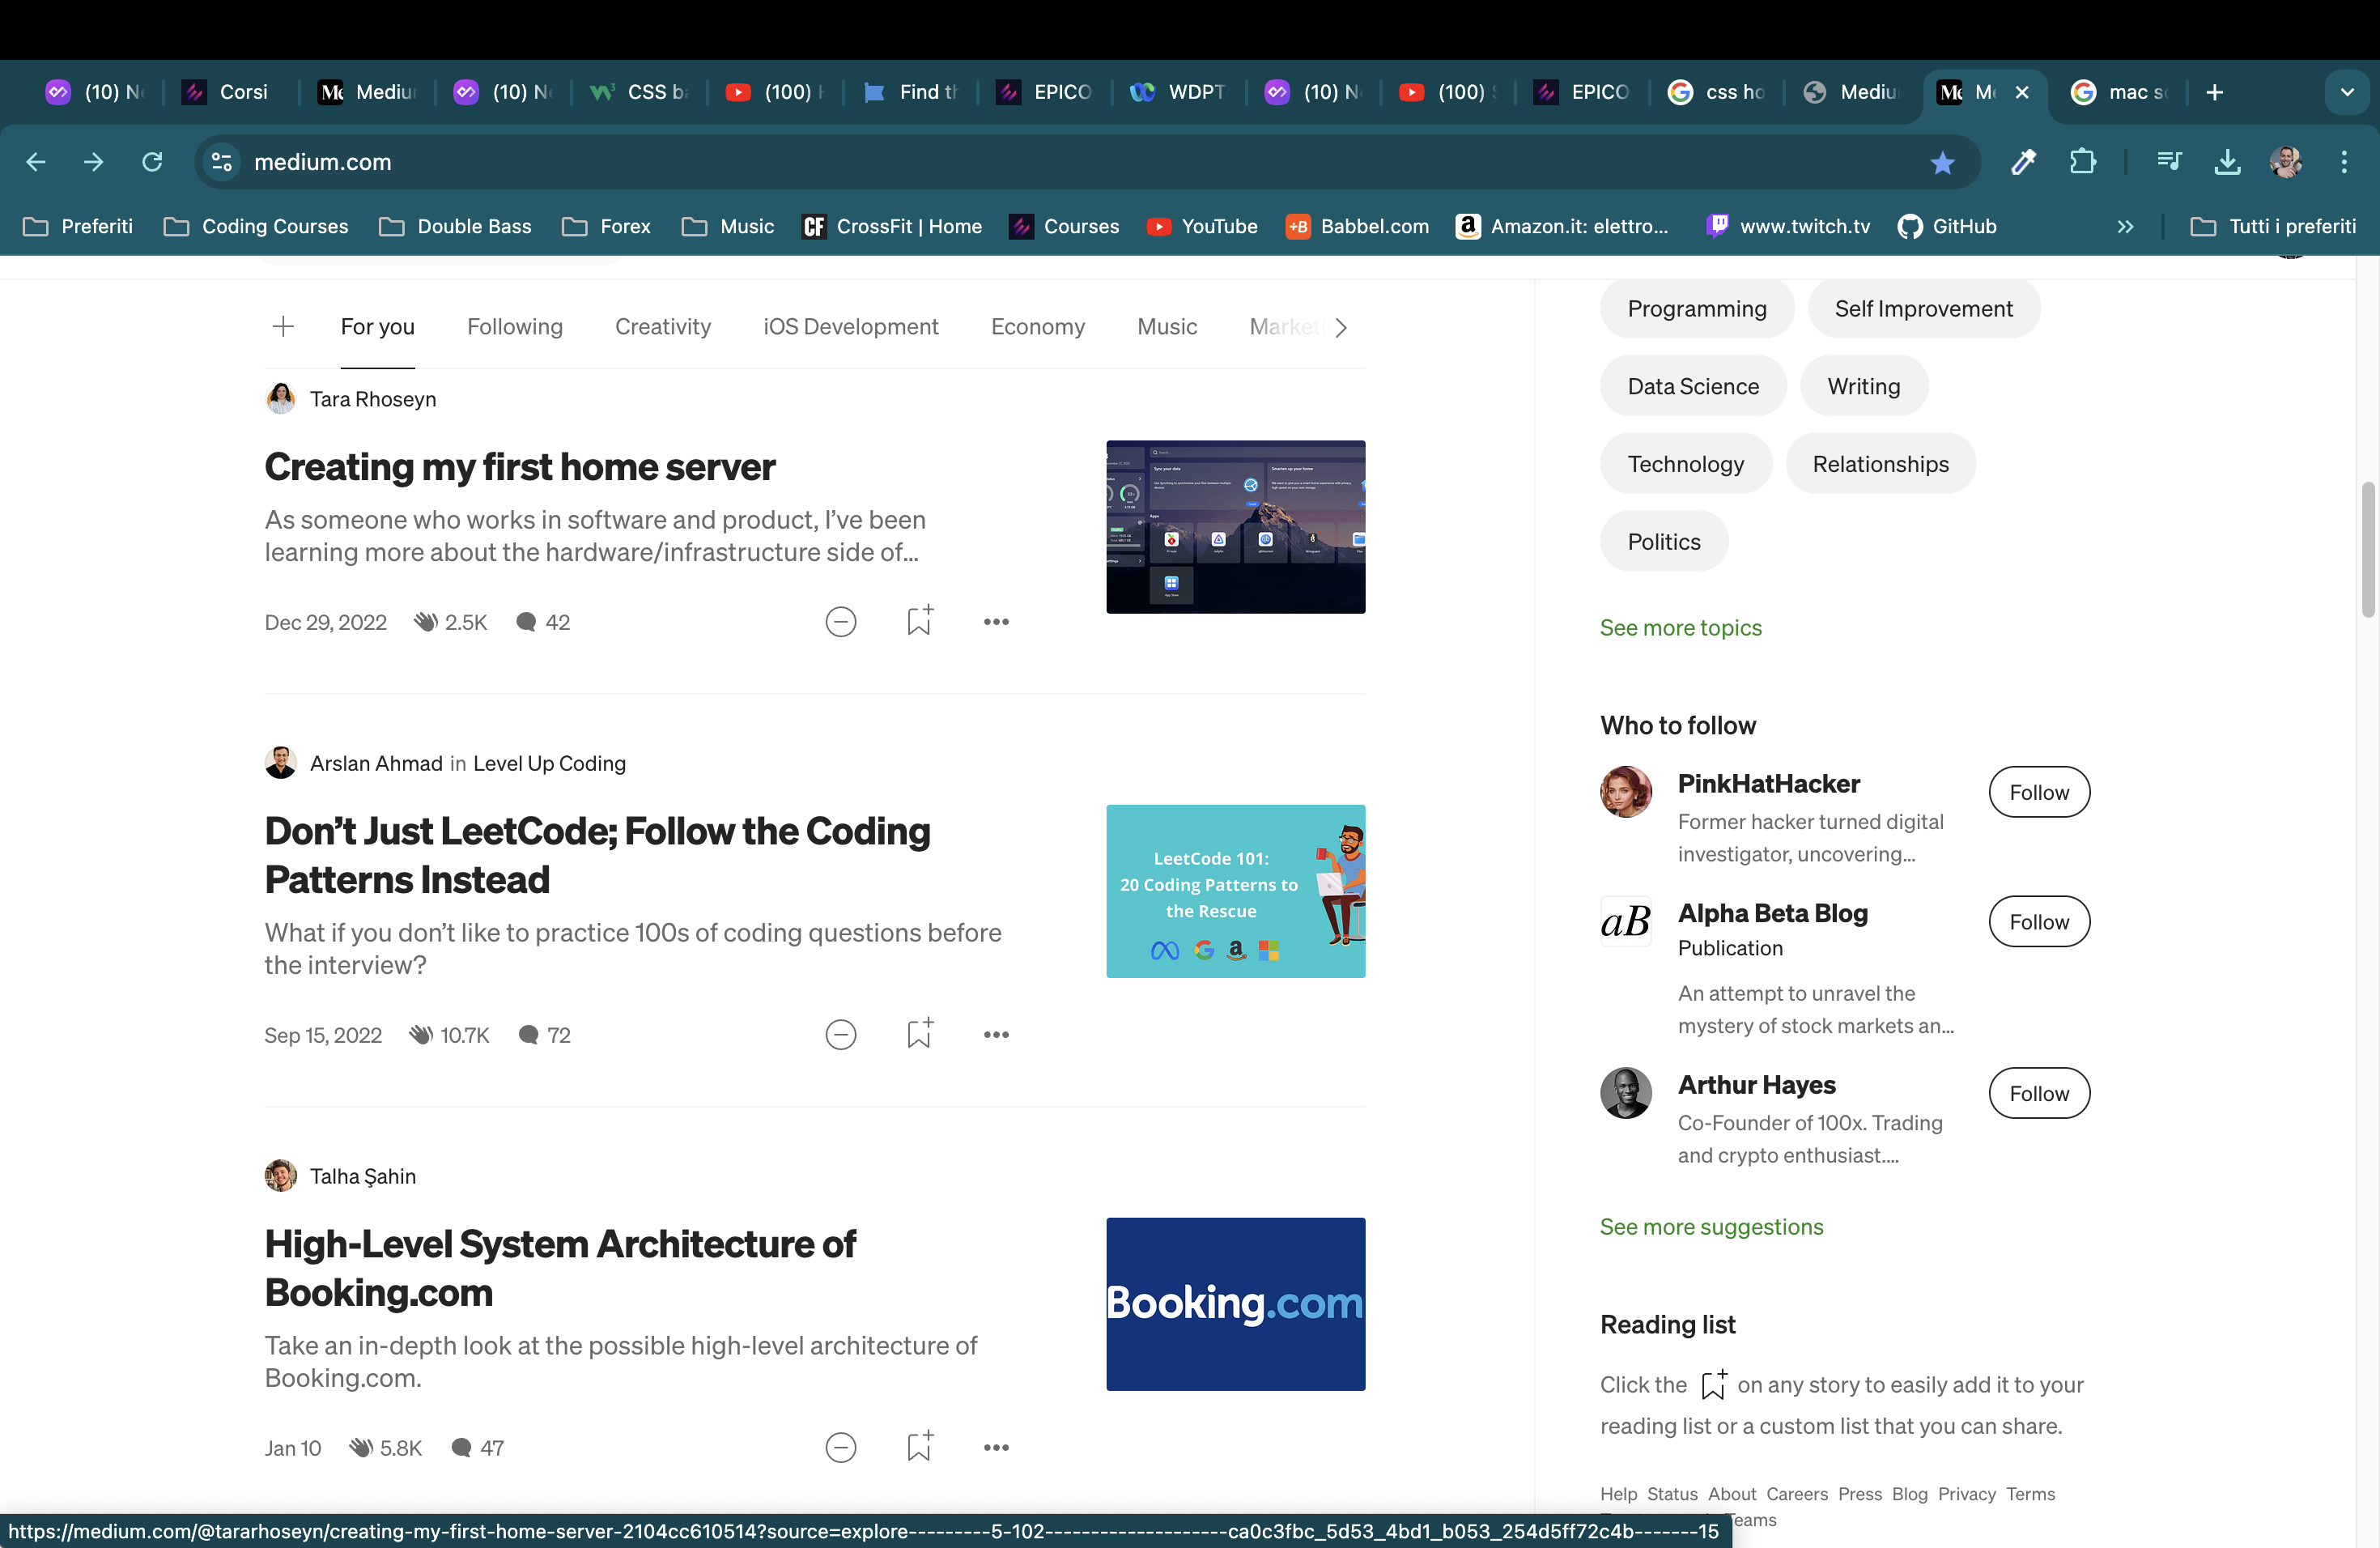 (10) N
Corsi
Mediu
(10) N
CSS ba
(100)
Find th
EPICO
WDPT
(10) N
(100)
EPICO
css ho
Mediu
M
mac s
medium.com
Preferiti
Coding Courses
Double Bass
Forex
Music
CrossFit | Home
Courses
YouTube
Babbel.com
Amazon.it: elettro...
www.twitch.tv
GitHub
Tutti i preferiti
For you
Following
Creativity
iOS Development
Economy
Music
Marketi
Tara Rhoseyn
Creating my first home server
As someone who works in software and product, I’ve been
learning more about the hardware/infrastructure side of...
Dec 29, 2022 2.5K 42
Arslan Ahmad in Level Up Coding
Don’t Just LeetCode; Follow the Coding
Patterns Instead
What if you don’t like to practice 100s of coding questions before
the interview?
LeetCode 101:
20 Coding Patterns to
the Rescue
Sep 15, 2022 10.7K 72
Talha Şahin
High-Level System Architecture of
Booking.com
Take an in-depth look at the possible high-level architecture of
Booking.com.
Booking.com
Jan 10 5.8K 47
Programming
Self Improvement
Data Science
Writing
Technology
Relationships
Politics
See more topics
Who to follow
PinkHatHacker
Former hacker turned digital
investigator, uncovering...
Follow
aB
Alpha Beta Blog
Publication
An attempt to unravel the
mystery of stock markets an...
Follow
Arthur Hayes
Co-Founder of 100x. Trading
and crypto enthusiast....
Follow
See more suggestions
Reading list
Click the on any story to easily add it to your
reading list or a custom list that you can share.
Help Status About Careers Press Blog Privacy Terms
Teams
https://medium.com/@tararhoseyn/creating-my-first-home-server-2104cc610514?source=explore---------5-102--------------------ca0c3fbc_5d53_4bd1_b053_254d5ff72c4b-------15